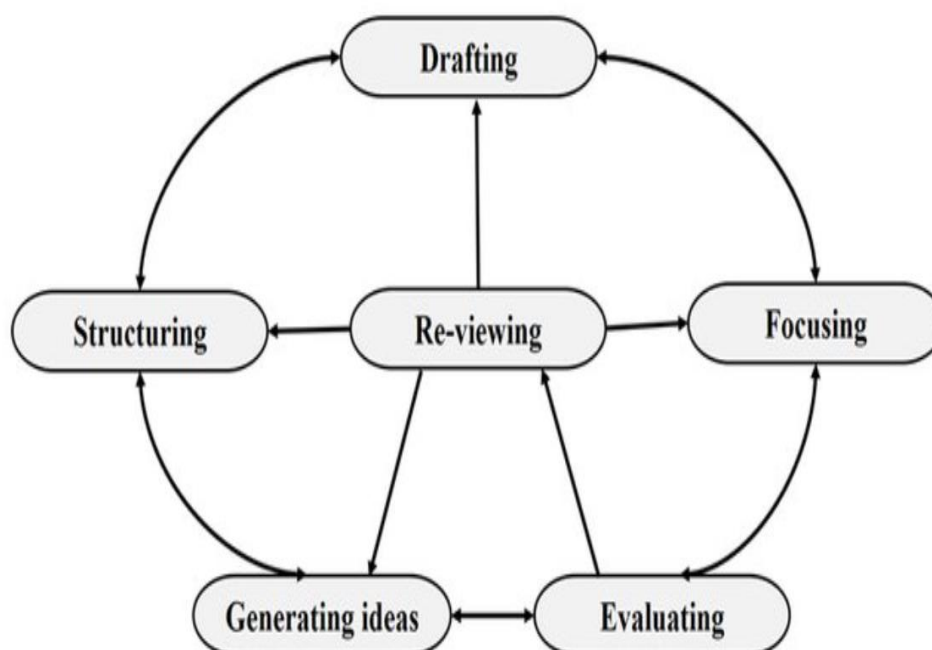 Drafting
Structuring
Re-viewing
Focusing
Generating ideas
Evaluating